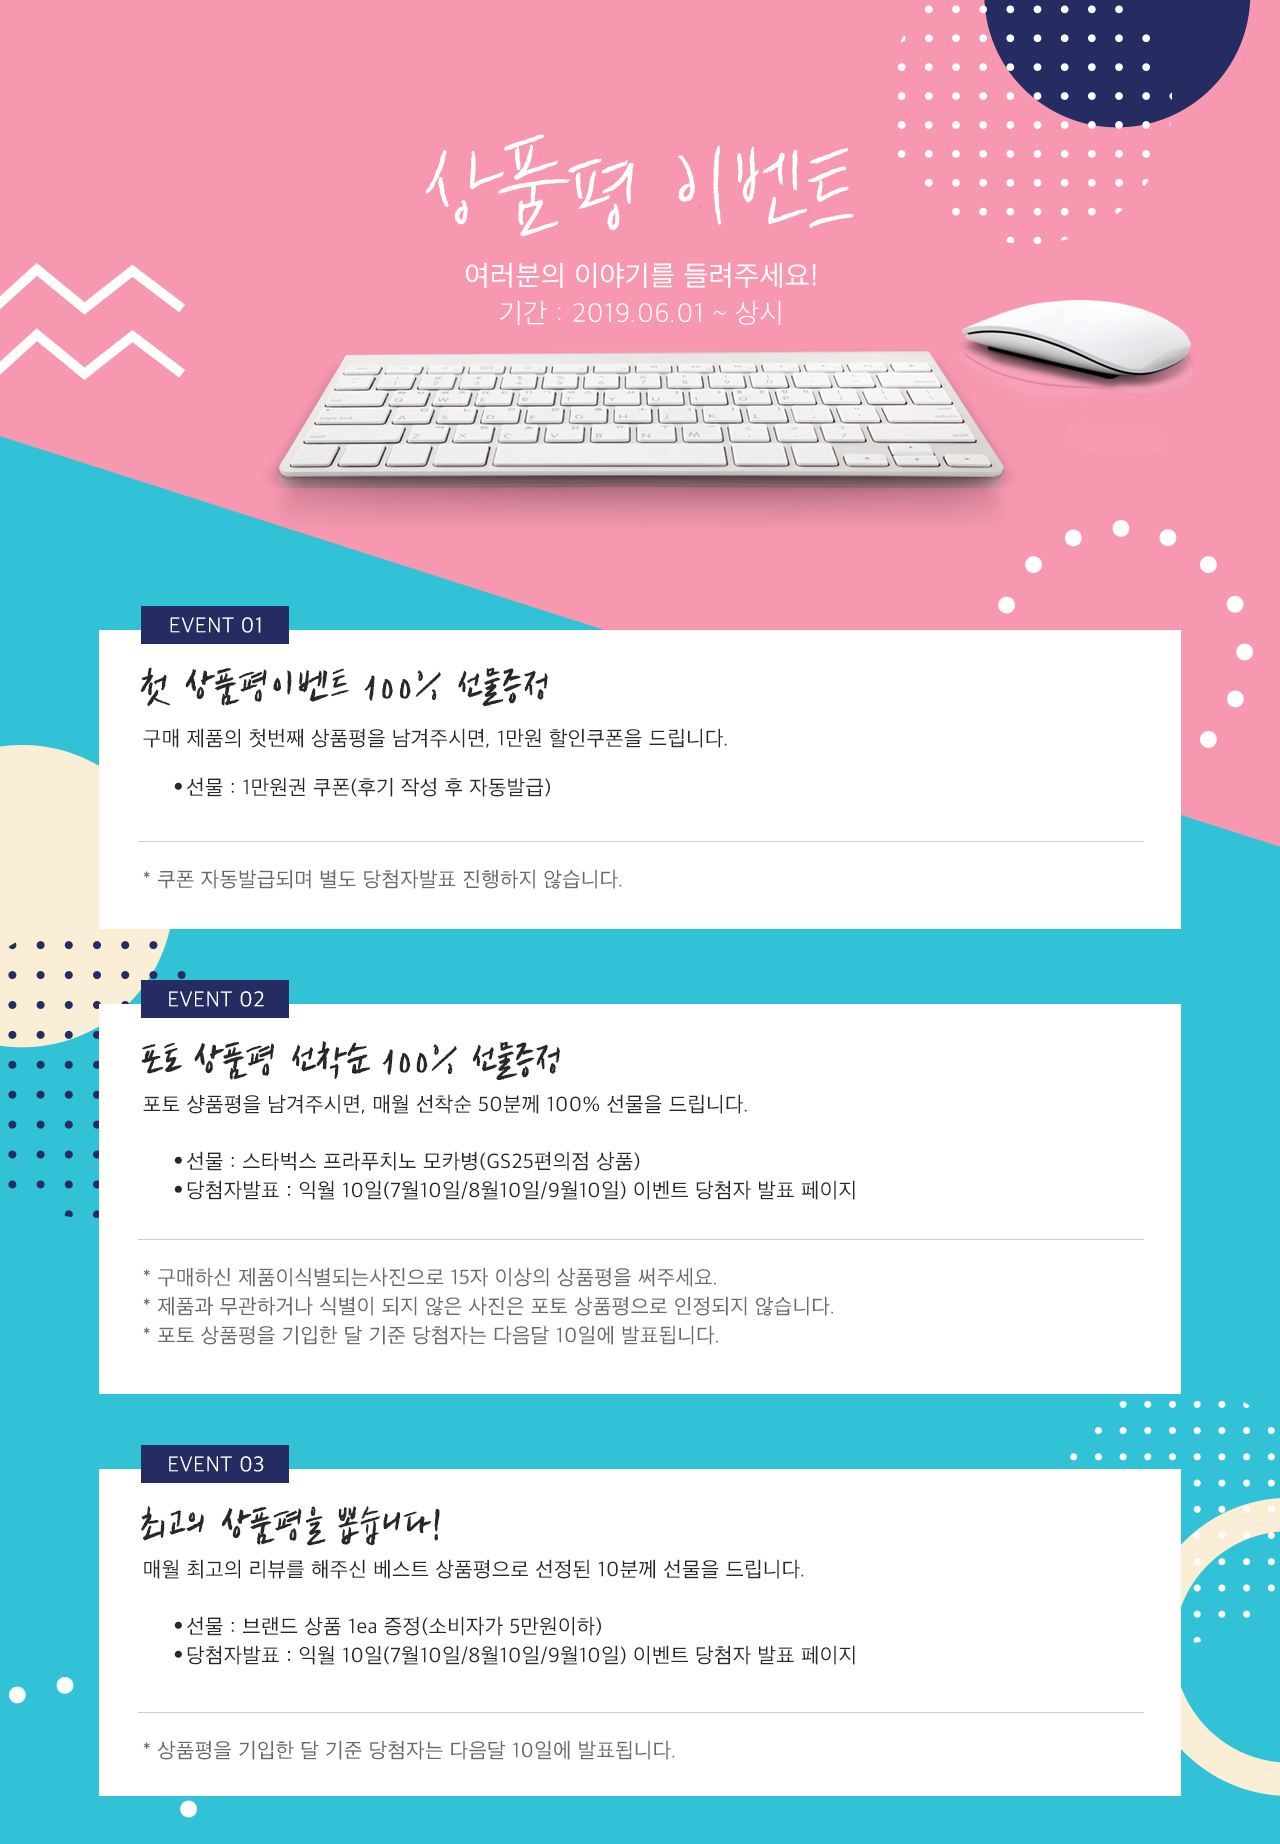 상품평 이벤트
여러분의 이야기를 들려주세요!
기간 : 2019.06.01 ~ 상시
EVENT 01
첫 상품평이벤트 100% 선물증정
구매 제품의 첫번째 상품평을 남겨주시면, 1만원 할인쿠폰을 드립니다.
•선물 : 1만원권 쿠폰(후기 작성 후 자동발급)
* 쿠폰 자동발급되며 별도 당첨자발표 진행하지 않습니다.
EVENT 02
포토 상품평 선착순 100% 선물증정
포토 샹품평을 남겨주시면, 매월 선착순 50분께 100% 선물을 드립니다.
•선물 : 스타벅스 프라푸치노 모카병(GS25편의점 상품)
•당첨자발표 : 익월 10일(7월10일/8월10일/9월10일) 이벤트 당첨자 발표 페이지
* 구매하신 제품이식별되는사진으로 15자 이상의 상품평을 써주세요.
* 제품과 무관하거나 식별이 되지 않은 사진은 포토 상품평으로 인정되지 않습니다.
* 포토 상품평을 기입한 달 기준 당첨자는 다음달 10일에 발표됩니다.
EVENT 03
최고의 상품평을 뽑습니다!
매월 최고의 리뷰를 해주신 베스트 상품평으로 선정된 10분께 선물을 드립니다.
•선물 : 브랜드 상품 1ea 증정(소비자가 5만원이하)
•당첨자발표 : 익월 10일(7월10일/8월10일/9월10일) 이벤트 당첨자 발표 페이지
* 상품평을 기입한 달 기준 당첨자는 다음달 10일에 발표됩니다.